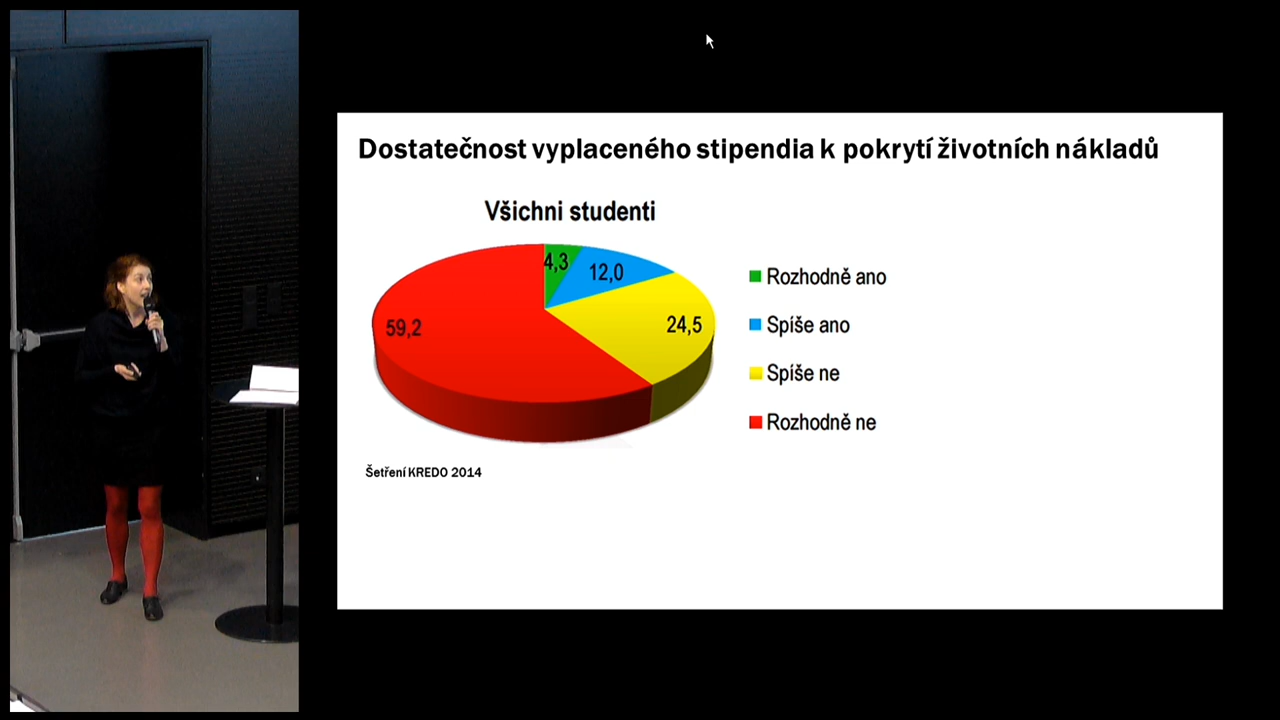 Dostatečnost vyplaceného stipendia k pokrytí životních nákladů
Všichni studenti
4,3
12,0
24,5
59,2
Rozhodně ano
Spíše ano
Spíše ne
Rozhodně ne
Šetření KREDO 2014